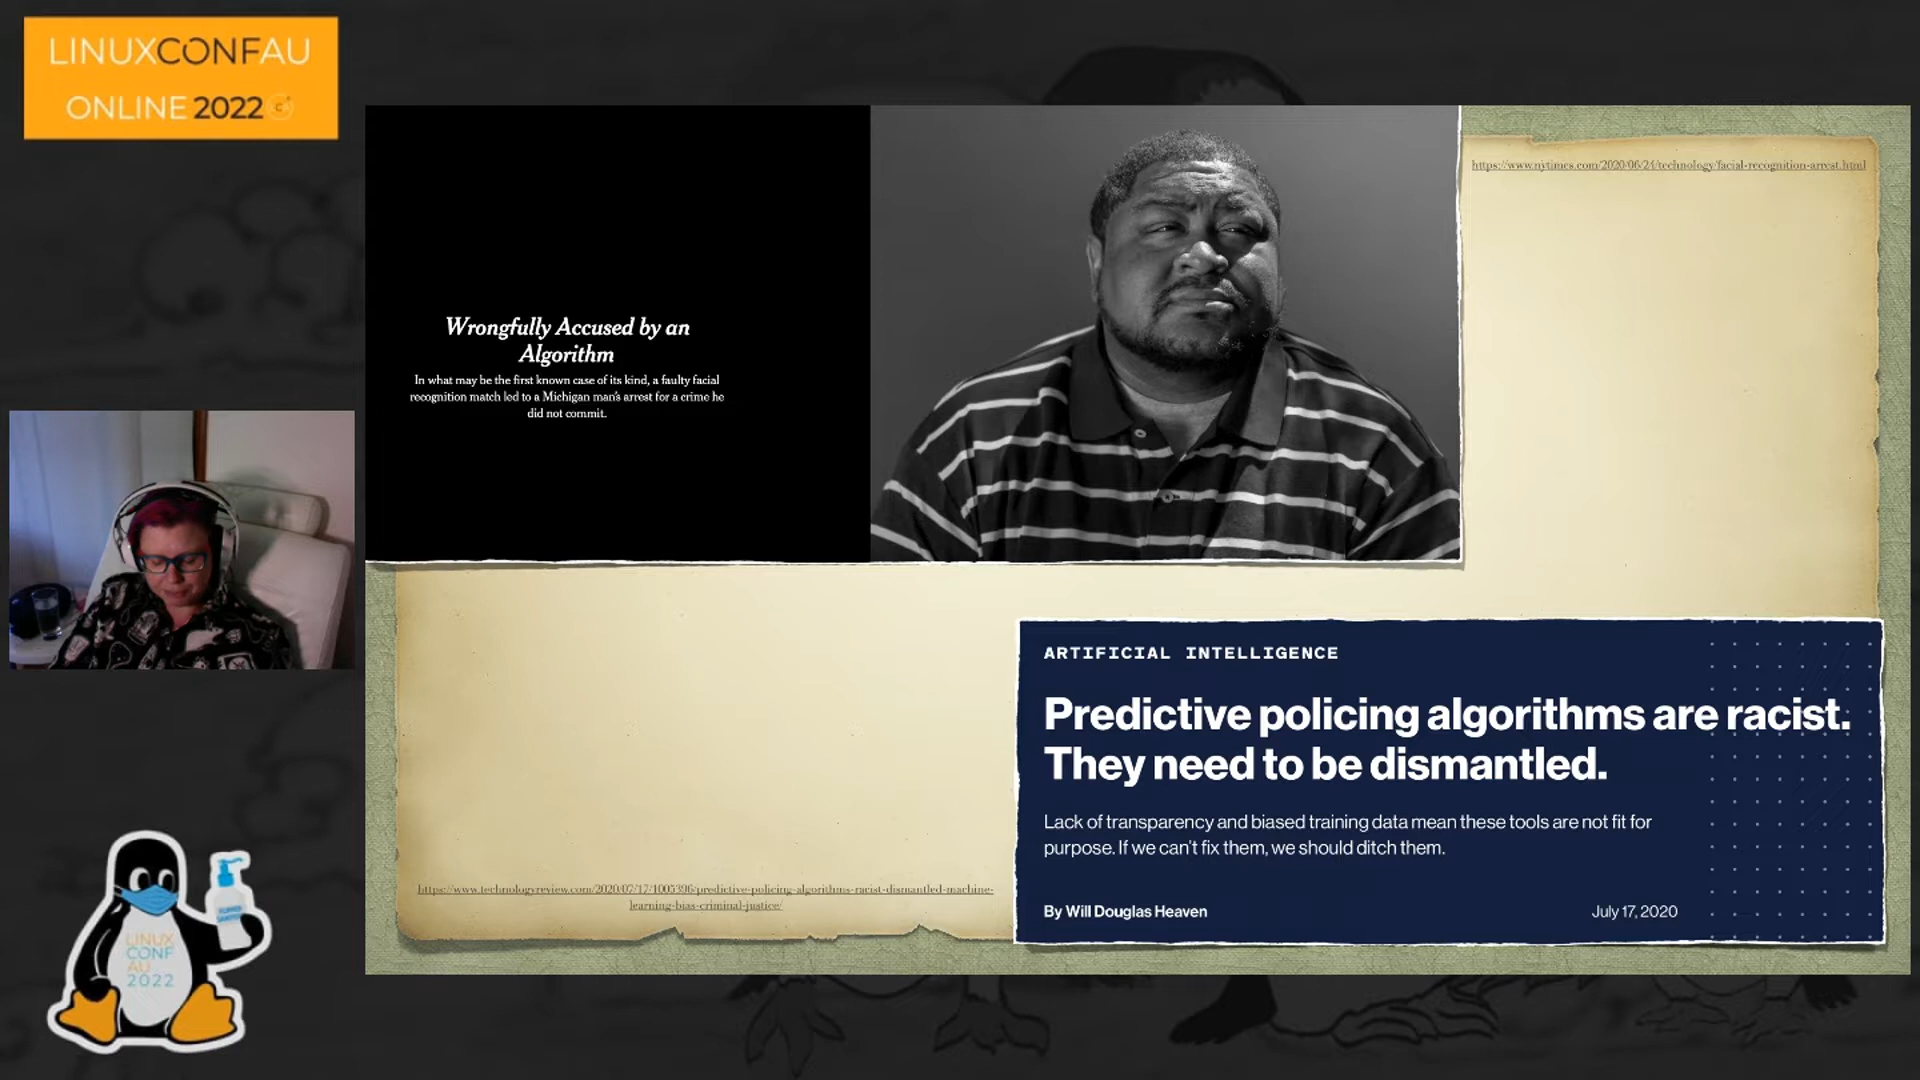 LINUXCONFAU
ONLINE 2022
https://www.nytimes.com/2020/06/24/technology/facial-recognition-arrest.html
Wrongfully Accused by an
Algorithm
In what may be the first known case of its kind, a faulty facial
recognition match led to a Michigan man's arrest for a crime he
did not commit.
ARTIFICIAL INTELLIGENCE
Predictive policing algorithms are racist.
They need to be dismantled.
Lack of transparency and biased training data mean these tools are not fit for
purpose. If we can't fix them, we should ditch them.
By Will Douglas Heaven
July 17, 2020
https://www.technologyreview.com/2020/07/17/1005396/predictive-policing-algorithms-racist-dismantled-machine-
learning-bias-criminal-justice/
LINUX
CONF
AU
2022